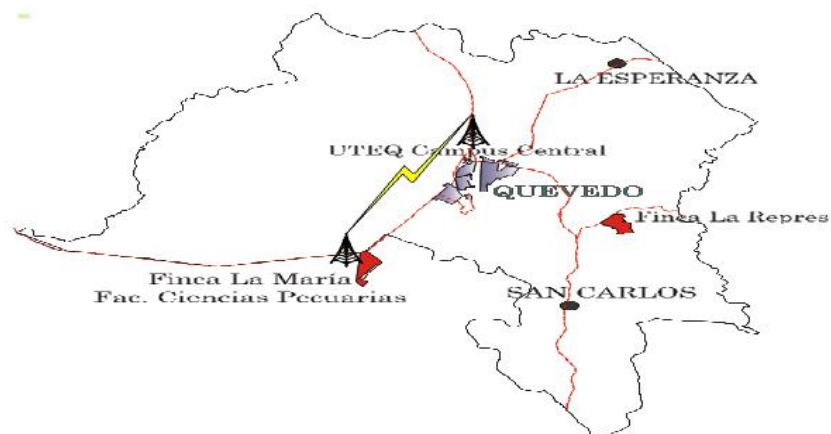 LA ESPERANZA
UTEQ Campus Central
QUEVEDO
Finca La Repres
Finca La María
Fac. Ciencias Pecuarias
SAN CARLOS